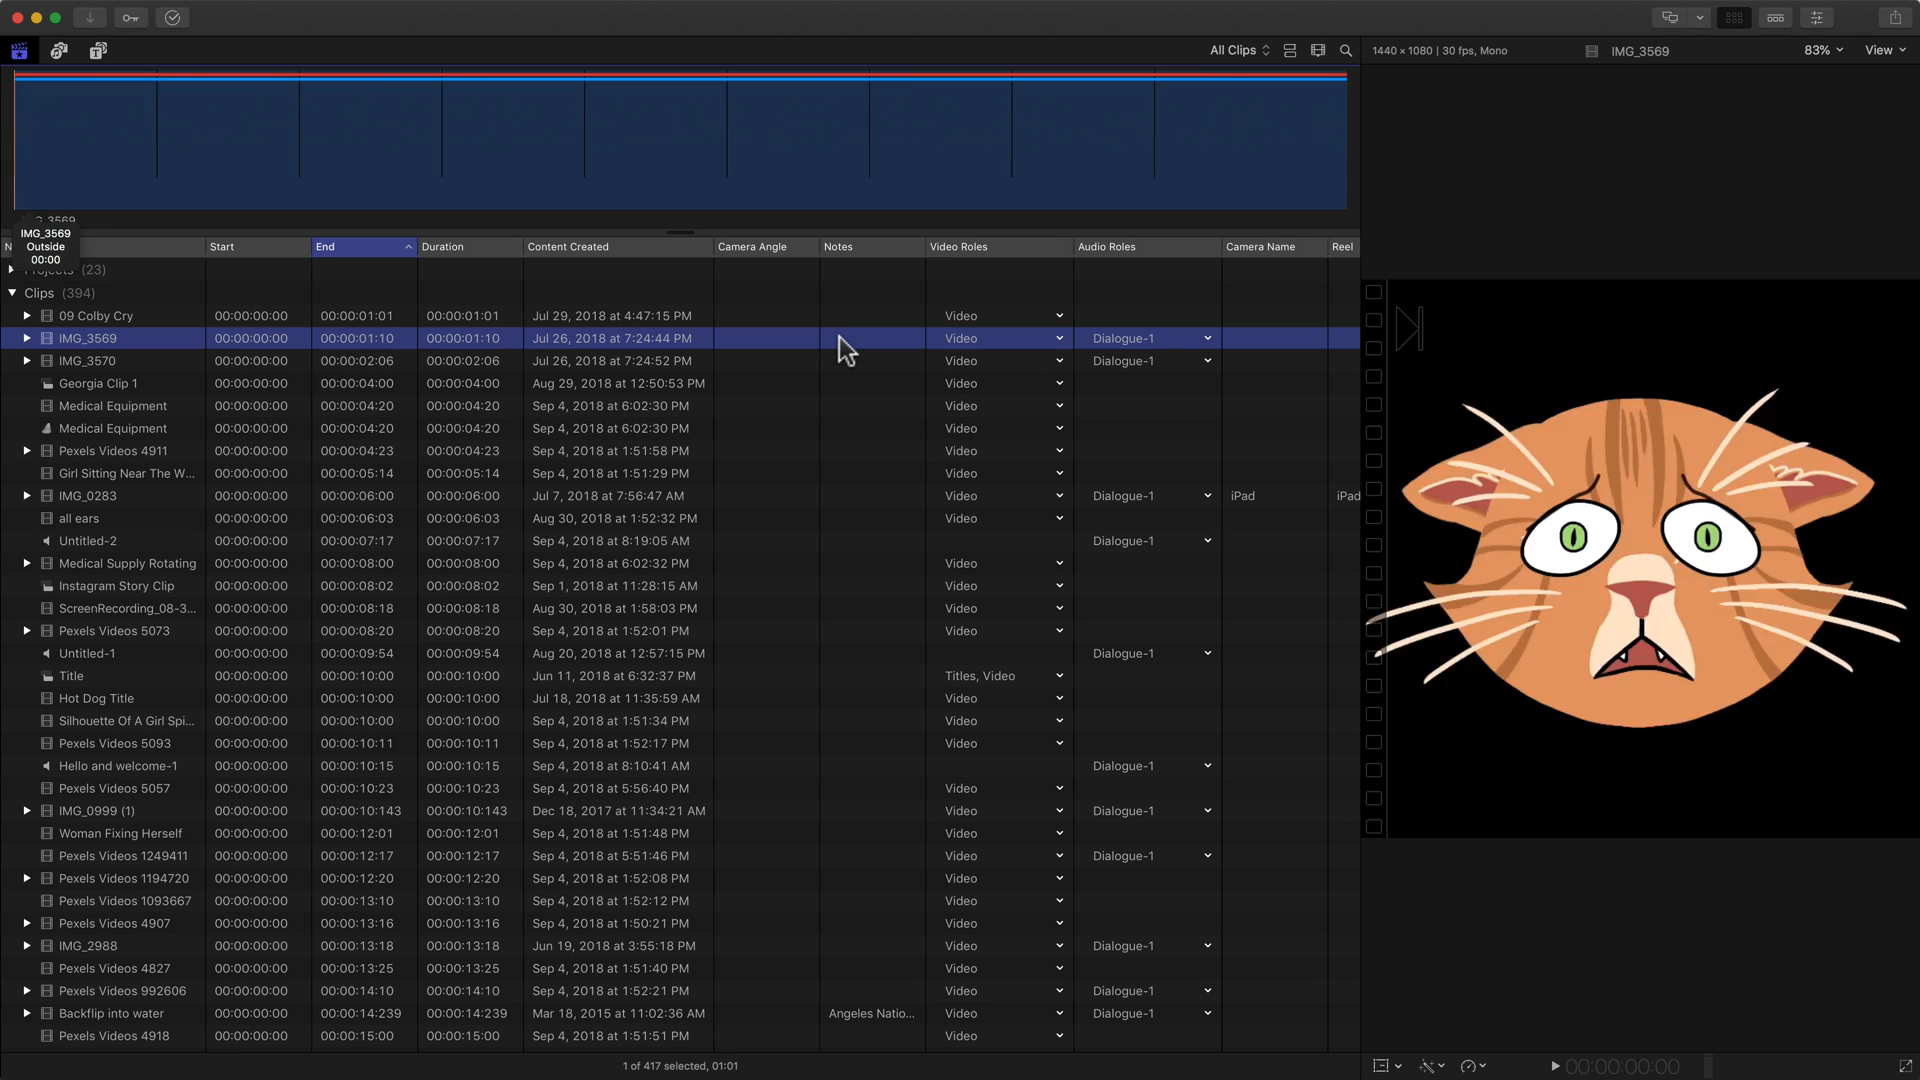 All Clips
1440 × 1080 | 30 fps, Mono
IMG_3569
83%
View
IMG_3569
Outside
00:00
Start End Duration Content Created Camera Angle Notes Video Roles Audio Roles Camera Name Reel
Projects (23)
Clips (394)
09 Colby Cry 00:00:00:00 00:00:01:01 00:00:01:01 Jul 29, 2018 at 4:47:15 PM Video
IMG_3569 00:00:00:00 00:00:01:10 00:00:01:10 Jul 26, 2018 at 7:24:44 PM Video Dialogue-1
IMG_3570 00:00:00:00 00:00:02:06 00:00:02:06 Jul 26, 2018 at 7:24:52 PM Video Dialogue-1
Georgia Clip 1 00:00:00:00 00:00:04:00 00:00:04:00 Aug 29, 2018 at 12:50:53 PM Video
Medical Equipment 00:00:00:00 00:00:04:20 00:00:04:20 Sep 4, 2018 at 6:02:30 PM Video
Medical Equipment 00:00:00:00 00:00:04:20 00:00:04:20 Sep 4, 2018 at 6:02:30 PM Video
Pexels Videos 4911 00:00:00:00 00:00:04:23 00:00:04:23 Sep 4, 2018 at 1:51:58 PM Video
Girl Sitting Near The W... 00:00:00:00 00:00:05:14 00:00:05:14 Sep 4, 2018 at 1:51:29 PM Video
IMG_0283 00:00:00:00 00:00:06:00 00:00:06:00 Jul 7, 2018 at 7:56:47 AM Video Dialogue-1 iPad iPad
all ears 00:00:00:00 00:00:06:03 00:00:06:03 Aug 30, 2018 at 1:52:32 PM Video
Untitled-2 00:00:00:00 00:00:07:17 00:00:07:17 Sep 4, 2018 at 8:19:05 AM Dialogue-1
Medical Supply Rotating 00:00:00:00 00:00:08:00 00:00:08:00 Sep 4, 2018 at 6:02:32 PM Video
Instagram Story Clip 00:00:00:00 00:00:08:02 00:00:08:02 Sep 1, 2018 at 11:28:15 AM Video
ScreenRecording_08-3... 00:00:00:00 00:00:08:18 00:00:08:18 Aug 30, 2018 at 1:58:03 PM Video
Pexels Videos 5073 00:00:00:00 00:00:08:20 00:00:08:20 Sep 4, 2018 at 1:52:01 PM Video
Untitled-1 00:00:00:00 00:00:09:54 00:00:09:54 Aug 20, 2018 at 12:57:15 PM Dialogue-1
Title 00:00:00:00 00:00:10:00 00:00:10:00 Jun 11, 2018 at 6:32:37 PM Titles, Video
Hot Dog Title 00:00:00:00 00:00:10:00 00:00:10:00 Jul 18, 2018 at 11:35:59 AM Video
Silhouette Of A Girl Spi... 00:00:00:00 00:00:10:00 00:00:10:00 Sep 4, 2018 at 1:51:34 PM Video
Pexels Videos 5093 00:00:00:00 00:00:10:11 00:00:10:11 Sep 4, 2018 at 1:52:17 PM Video
Hello and welcome-1 00:00:00:00 00:00:10:15 00:00:10:15 Sep 4, 2018 at 8:10:41 AM Dialogue-1
Pexels Videos 5057 00:00:00:00 00:00:10:23 00:00:10:23 Sep 4, 2018 at 5:56:40 PM Video
IMG_0999 (1) 00:00:00:00 00:00:10:143 00:00:10:143 Dec 18, 2017 at 11:34:21 AM Video Dialogue-1
Woman Fixing Herself 00:00:00:00 00:00:12:01 00:00:12:01 Sep 4, 2018 at 1:51:48 PM Video
Pexels Videos 1249411 00:00:00:00 00:00:12:17 00:00:12:17 Sep 4, 2018 at 5:51:46 PM Video Dialogue-1
Pexels Videos 1194720 00:00:00:00 00:00:12:20 00:00:12:20 Sep 4, 2018 at 1:52:08 PM Video
Pexels Videos 1093667 00:00:00:00 00:00:13:10 00:00:13:10 Sep 4, 2018 at 1:52:12 PM Video
Pexels Videos 4907 00:00:00:00 00:00:13:16 00:00:13:16 Sep 4, 2018 at 1:50:21 PM Video
IMG_2988 00:00:00:00 00:00:13:18 00:00:13:18 Jun 19, 2018 at 3:55:18 PM Video Dialogue-1
Pexels Videos 4827 00:00:00:00 00:00:13:25 00:00:13:25 Sep 4, 2018 at 1:51:40 PM Video
Pexels Videos 992606 00:00:00:00 00:00:14:10 00:00:14:10 Sep 4, 2018 at 1:52:21 PM Video Dialogue-1
Backflip into water 00:00:00:00 00:00:14:239 00:00:14:239 Mar 18, 2015 at 11:02:36 AM Angeles Natio... Video Dialogue-1
Pexels Videos 4918 00:00:00:00 00:00:15:00 00:00:15:00 Sep 4, 2018 at 1:51:51 PM Video
1 of 417 selected, 01:01
00:00:00:00